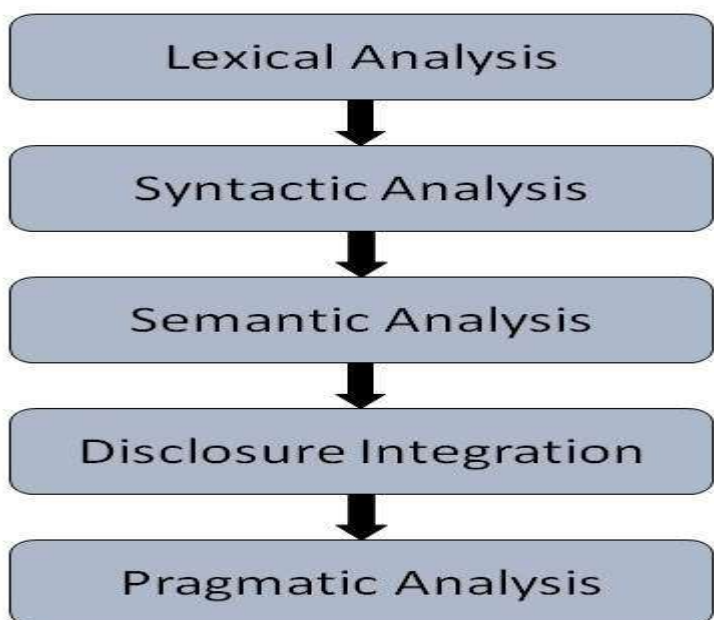 Lexical Analysis
Syntactic Analysis
Semantic Analysis
Disclosure Integration
Pragmatic Analysis